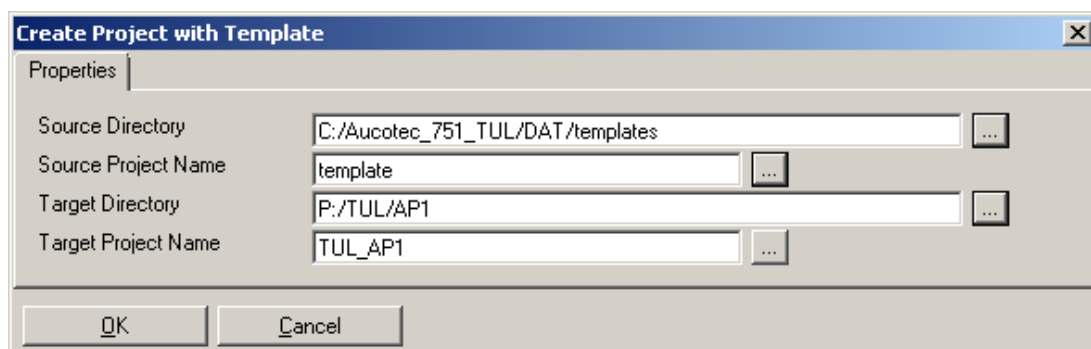 Create Project with Template
Properties
Source Directory C:/Aucotec_751_TUL/DAT/templates ...
Source Project Name template ...
Target Directory P:/TUL/AP1 ...
Target Project Name TUL_AP1 ...
OK Cancel